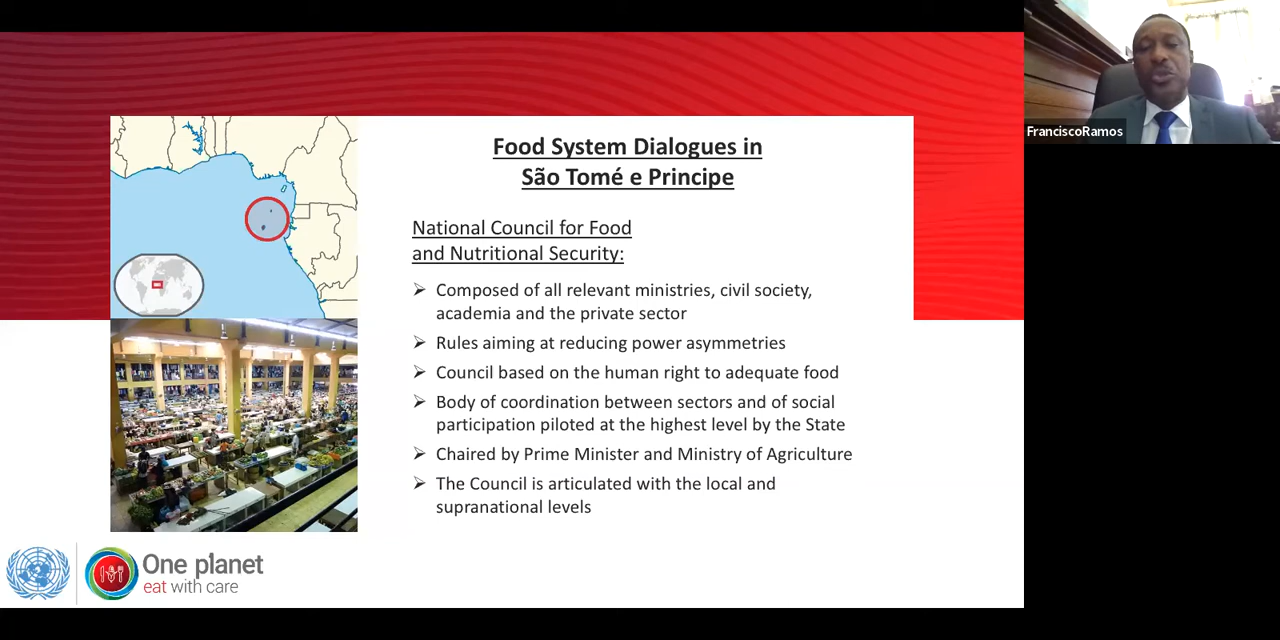 Food System Dialogues in
São Tomé e Principe
National Council for Food
and Nutritional Security:
Composed of all relevant ministries, civil society,
academia and the private sector
Rules aiming at reducing power asymmetries
Council based on the human right to adequate food
Body of coordination between sectors and of social
participation piloted at the highest level by the State
Chaired by Prime Minister and Ministry of Agriculture
The Council is articulated with the local and
supranational levels
One planet
eat with care
FranciscoRamos